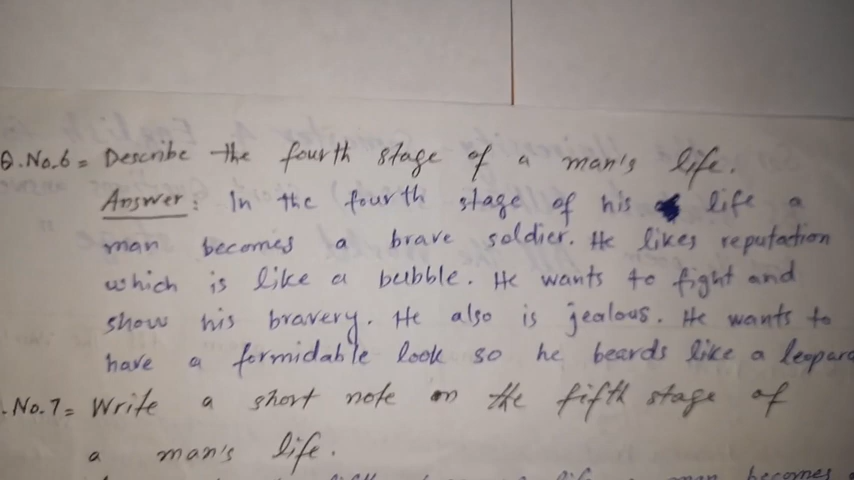 Q.No.6 = Describe the fourth stage of a man's life.
Answer: In the fourth stage of his life a
man becomes a brave soldier. He likes reputation
which is like a bubble. He wants to fight and
show his bravery. He also is jealous. He wants to
have a formidable look so he beards like a leopard
.No.7 = Write a short note on the fifth stage of
a man's life.
life a man becomes